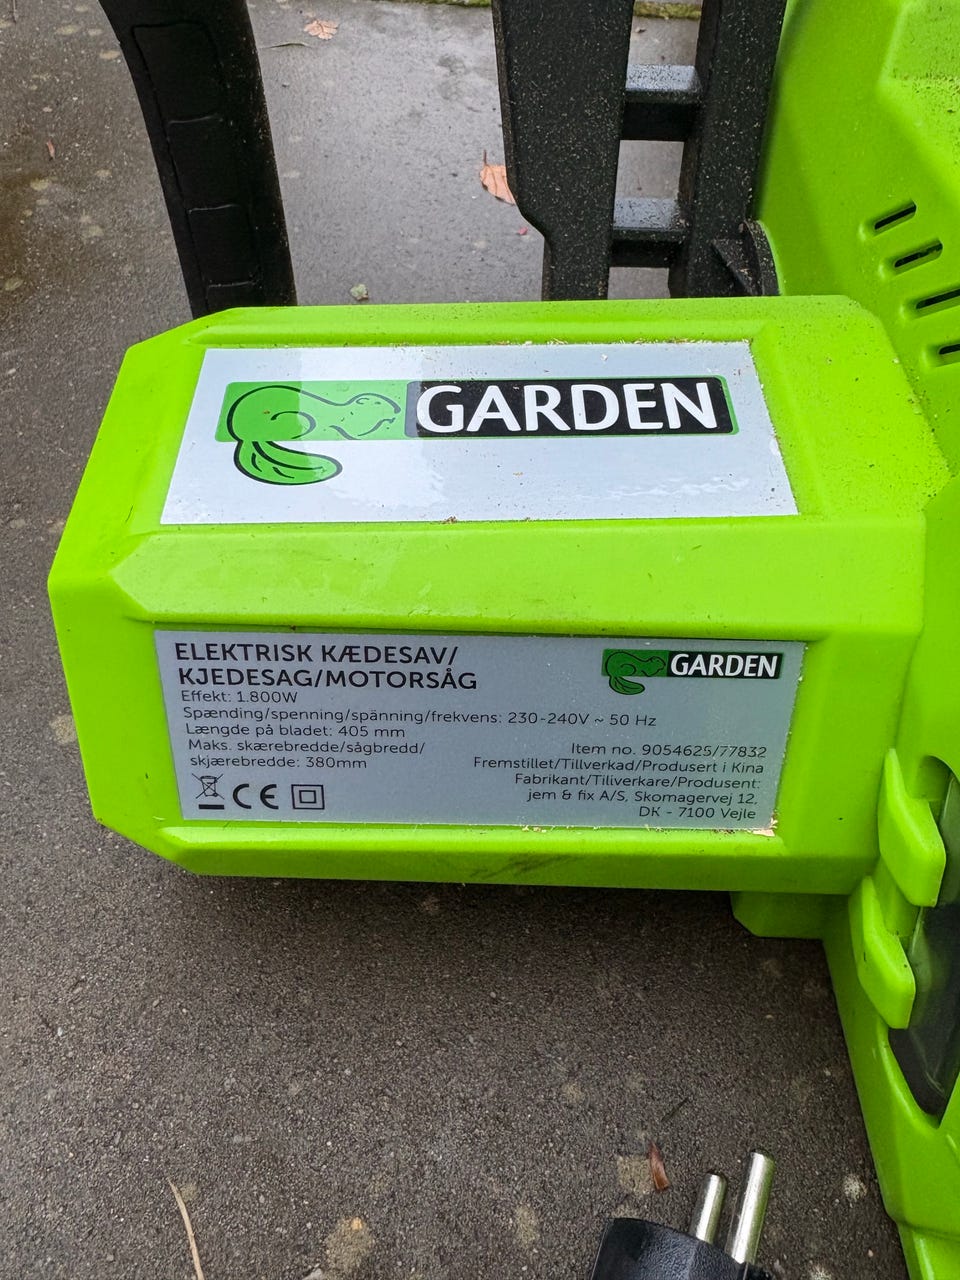 GARDEN
ELEKTRISK KÆDESAV/
KJEDESAG/MOTORSÅG
GARDEN
Effekt: 1.800W
Spænding/spenning/spänning/frekvens: 230-240V ~ 50 Hz
Længde på bladet: 405 mm
Maks. skærebredde/sågbredd/
skjærebredde: 380mm
CE
Item no. 9054625/77832
Fremstillet/Tillverkad/Produsert i Kina
Fabrikant/Tiliverkare/Produsent:
jem & fix A/S, Skomagervej 12,
DK - 7100 Vejle